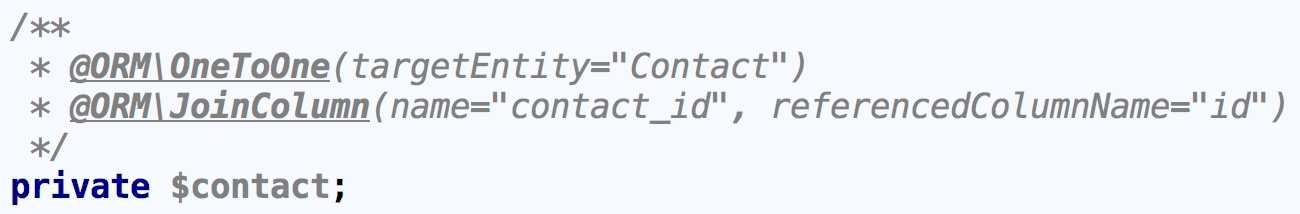 /**
 * @ORM\OneToOne(targetEntity="Contact")
 * @ORM\JoinColumn(name="contact_id", referencedColumnName="id")
 */
private $contact;